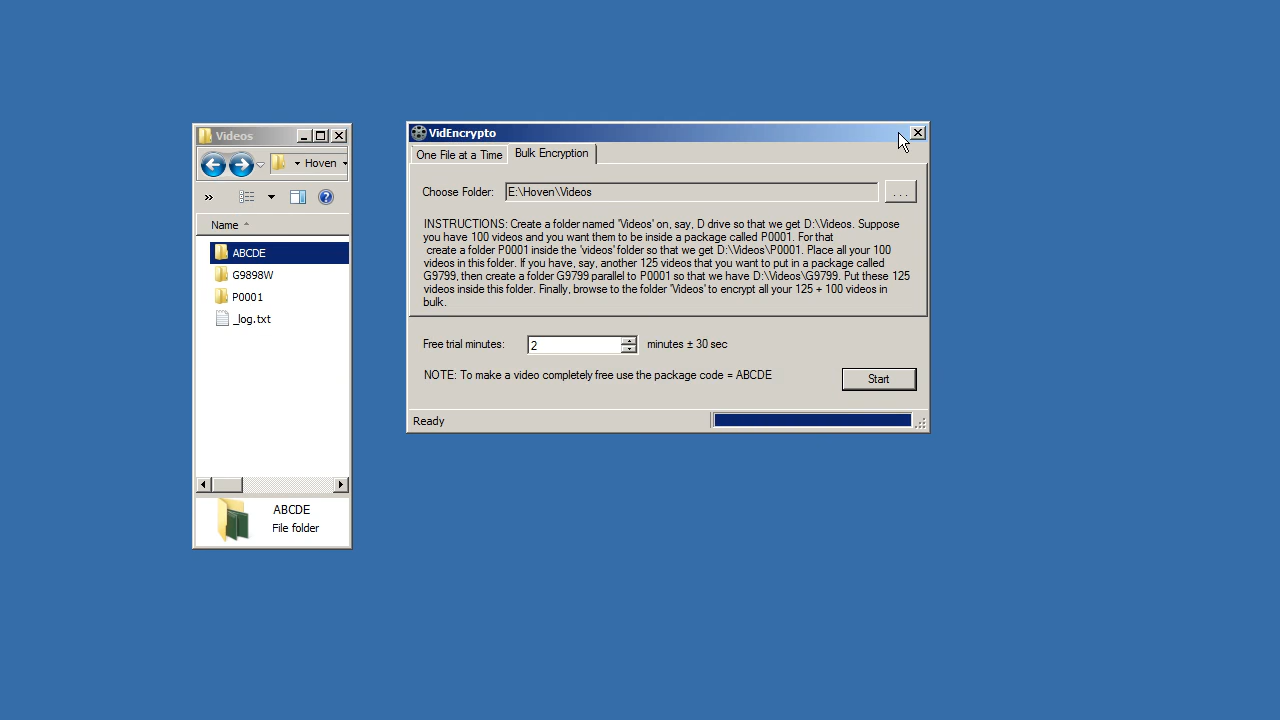 Videos
Hoven
»
Name
ABCDE
G9898W
P0001
_log.txt
ABCDE
File folder
VidEncrypto
One File at a Time
Bulk Encryption
Choose Folder:
E:\Hoven\Videos
. . .
INSTRUCTIONS: Create a folder named 'Videos' on, say, D drive so that we get D:\Videos. Suppose
you have 100 videos and you want them to be inside a package called P0001. For that
create a folder P0001 inside the 'videos' folder so that we get D:\Videos\P0001. Place all your 100
videos in this folder. If you have, say, another 125 videos that you want to put in a package called
G9799, then create a folder G9799 parallel to P0001 so that we have D:\Videos\G9799. Put these 125
videos inside this folder. Finally, browse to the folder 'Videos' to encrypt all your 125 + 100 videos in
bulk.
Free trial minutes:
2
minutes ± 30 sec
NOTE: To make a video completely free use the package code = ABCDE
Start
Ready